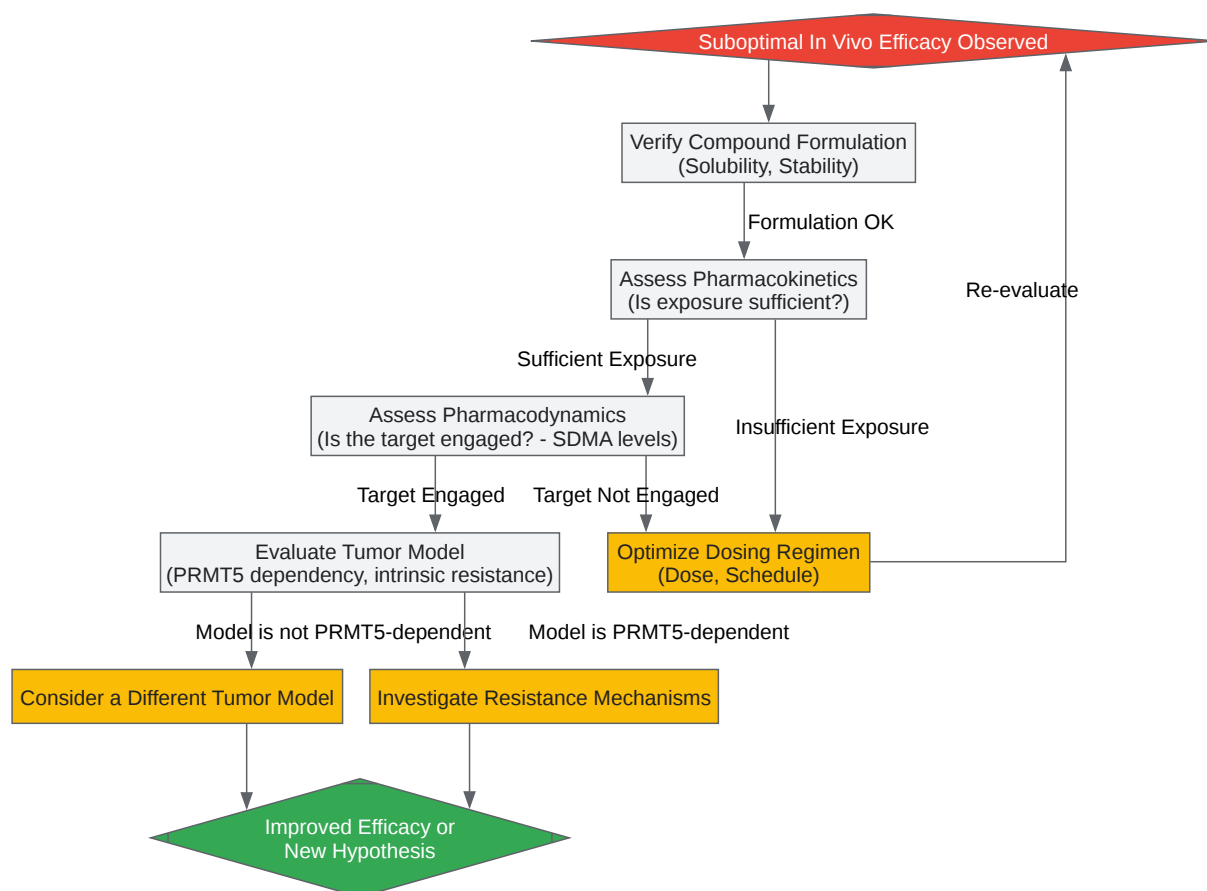 Suboptimal In Vivo Efficacy Observed
Verify Compound Formulation
(Solubility, Stability)
Formulation OK
Assess Pharmacokinetics
(Is exposure sufficient?)
Re-evaluate
Sufficient Exposure
Assess Pharmacodynamics
(Is the target engaged? - SDMA levels)
Insufficient Exposure
Target Engaged
Target Not Engaged
Evaluate Tumor Model
(PRMT5 dependency, intrinsic resistance)
Optimize Dosing Regimen
(Dose, Schedule)
Model is not PRMT5-dependent
Model is PRMT5-dependent
Consider a Different Tumor Model
Investigate Resistance Mechanisms
Improved Efficacy or
New Hypothesis